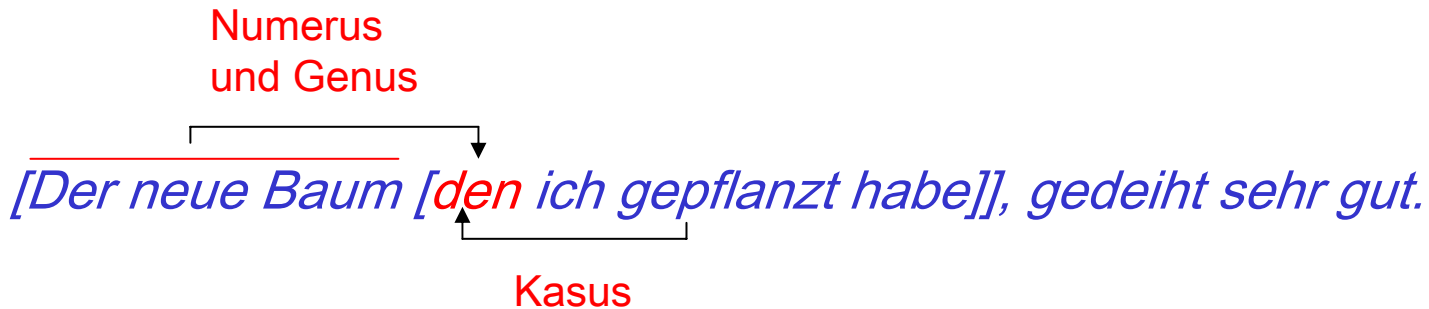 Numerus
und Genus
[Der neue Baum [den ich gepflanzt habe]], gedeiht sehr gut.
Kasus